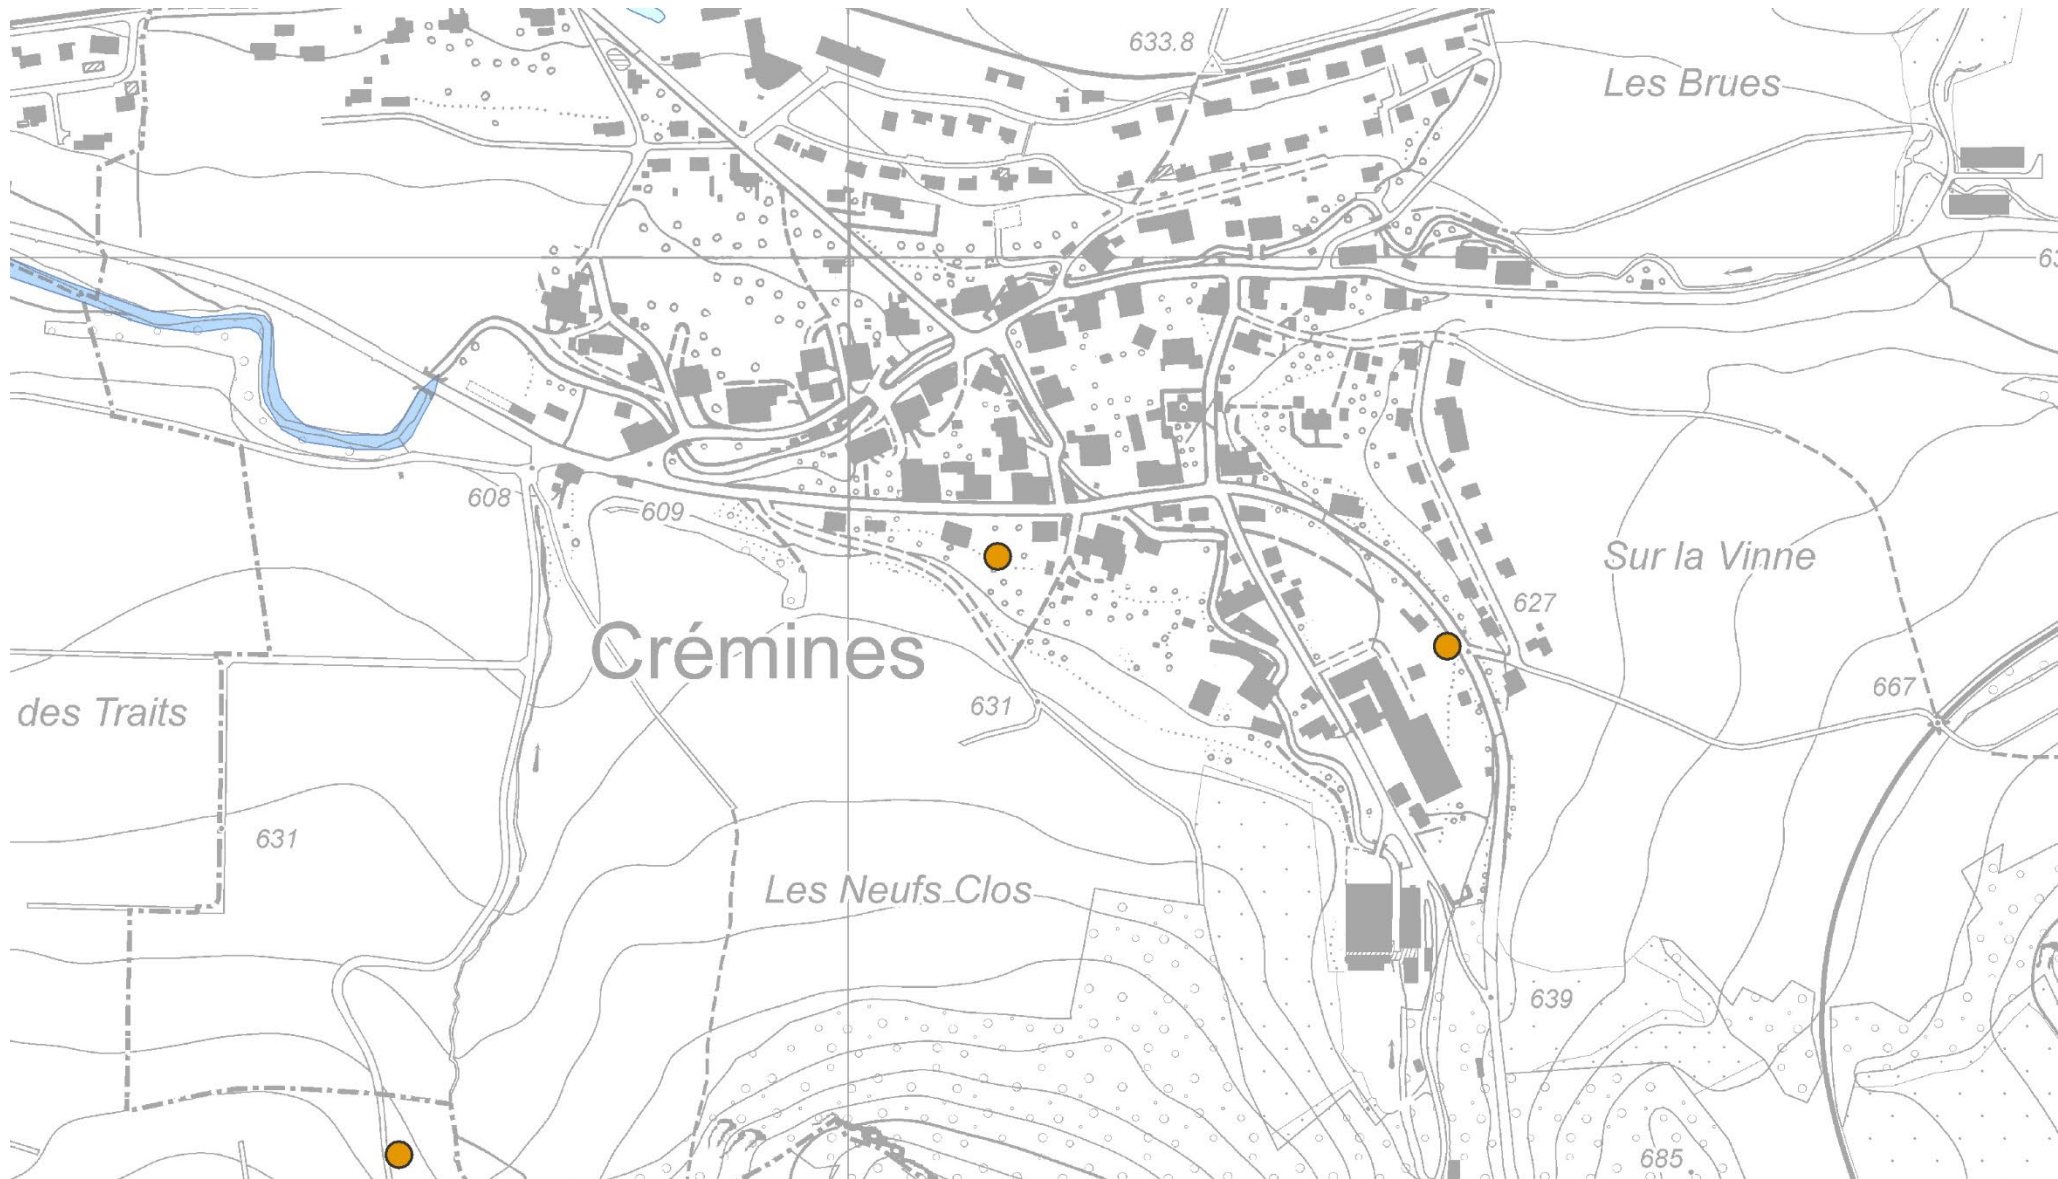 633.8
Les Brues
608
609
Sur la Vinne
627
Crémines
des Traits
631
667
631
Les Neufs Clos
639
685